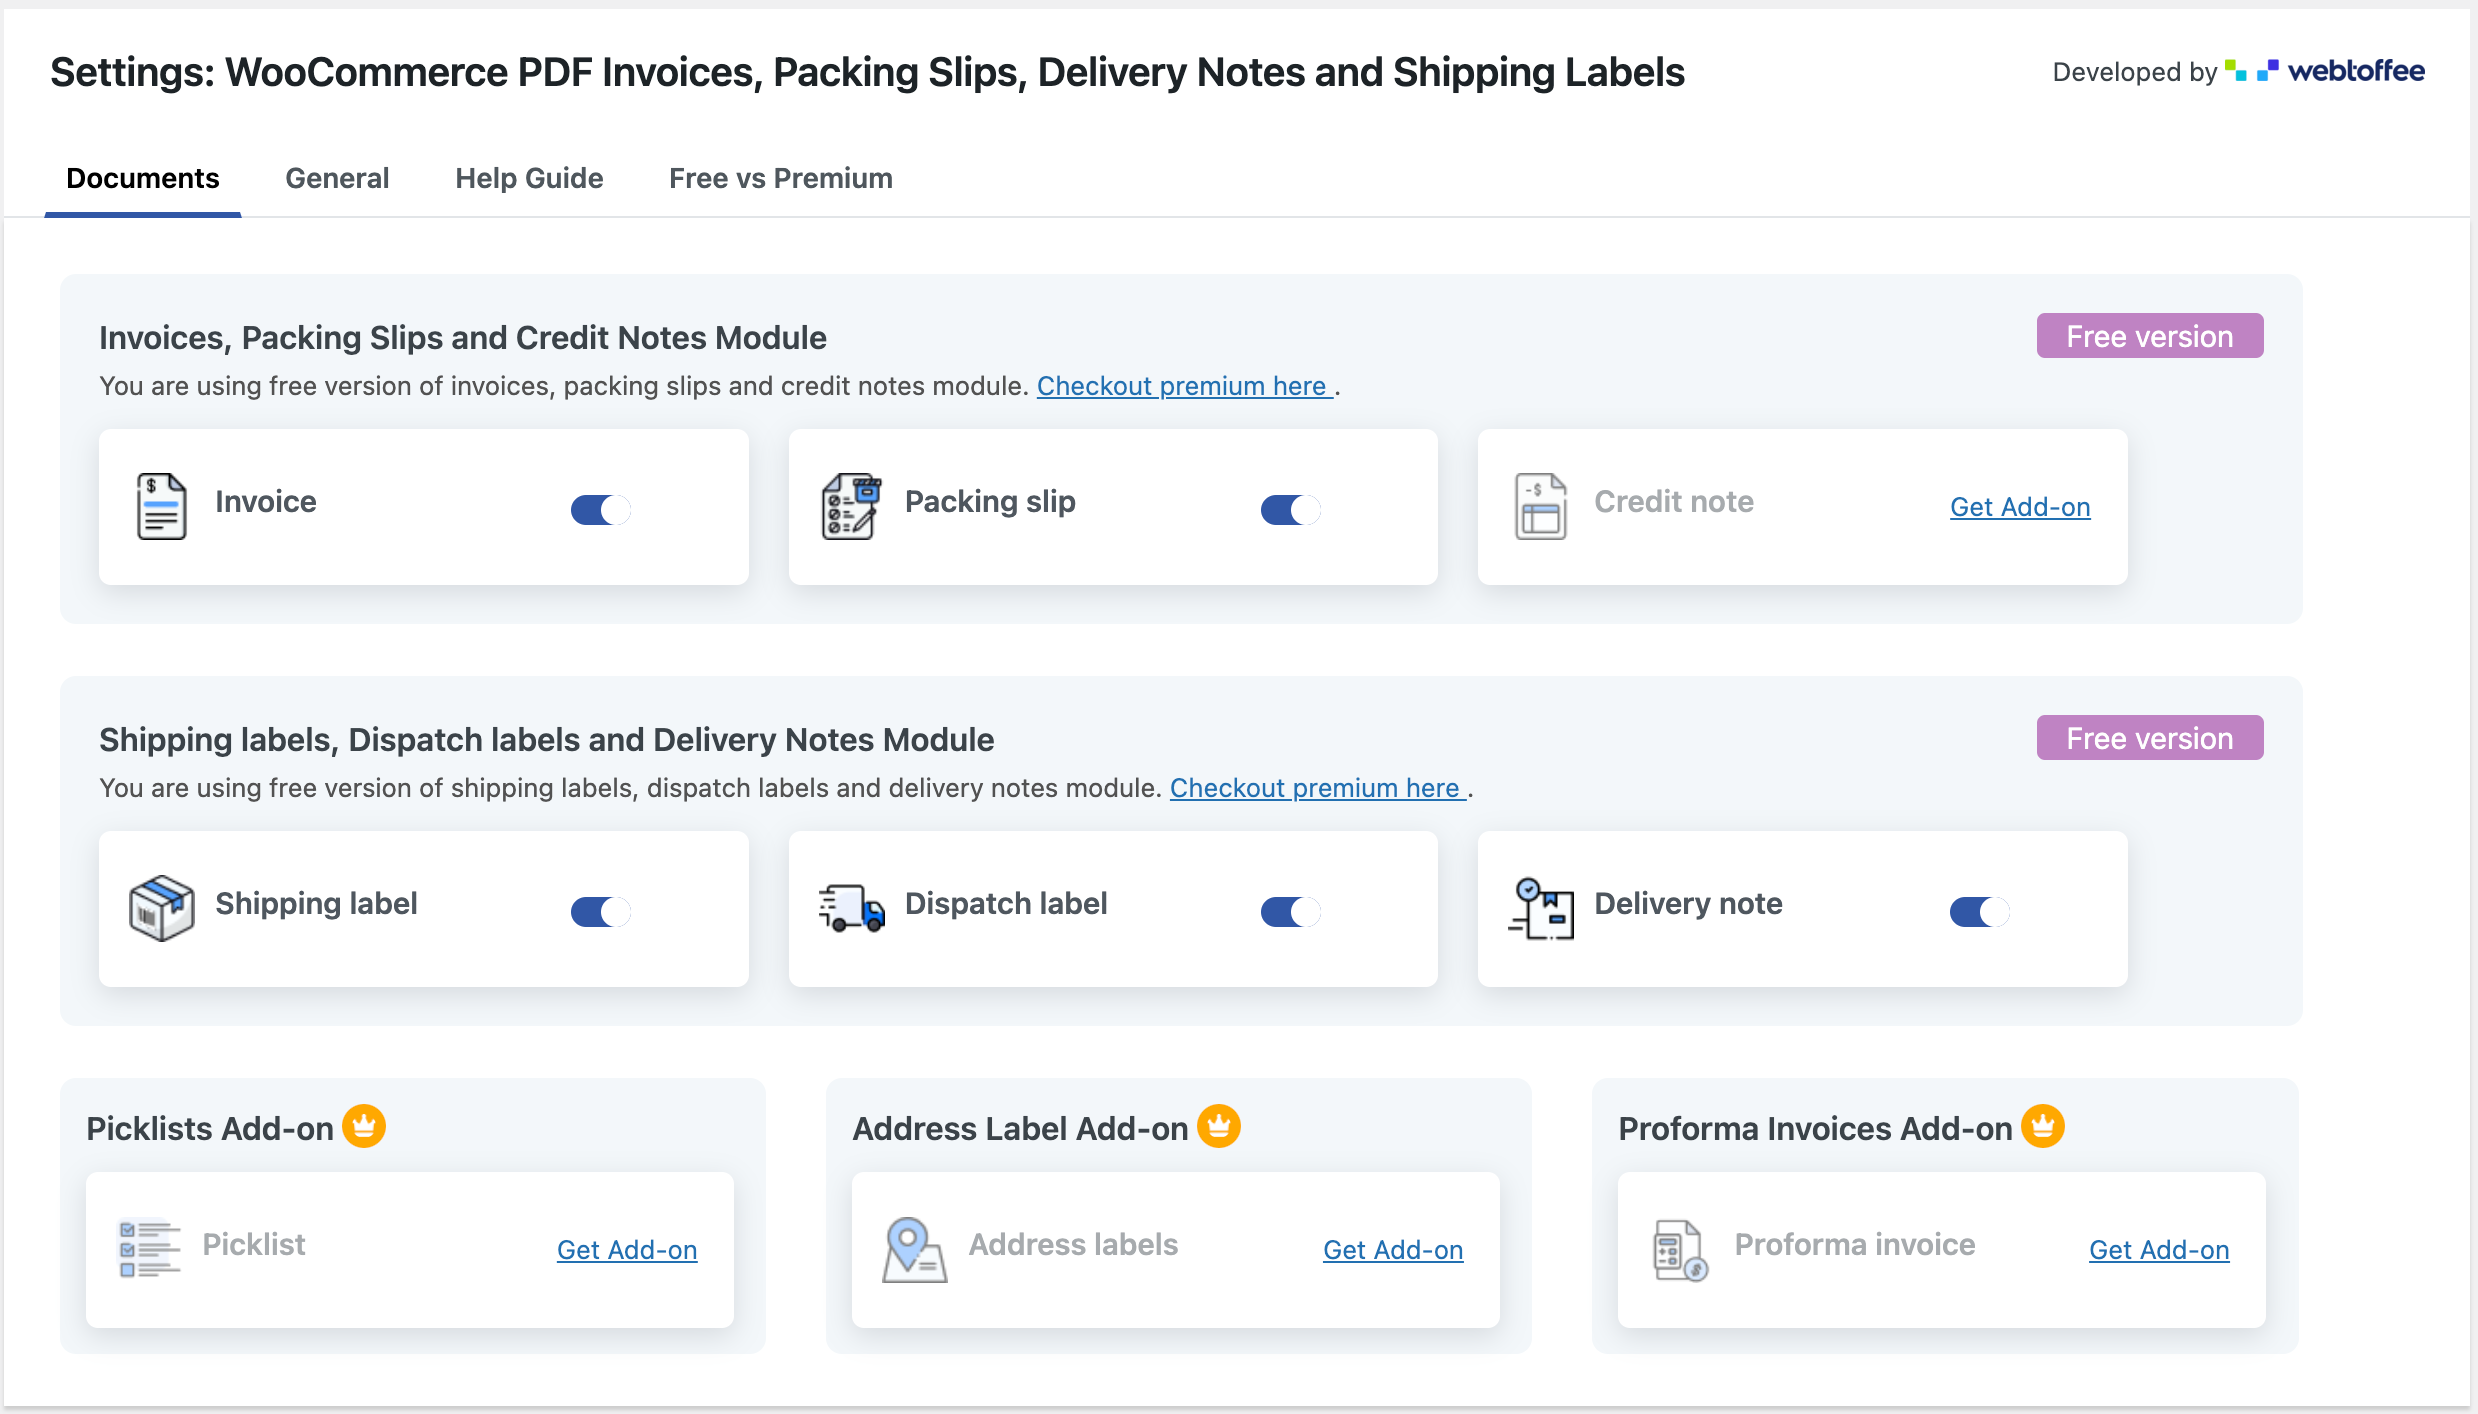 Settings: WooCommerce PDF Invoices, Packing Slips, Delivery Notes and Shipping Labels
Developed by webtoffee
Documents
General
Help Guide
Free vs Premium
Invoices, Packing Slips and Credit Notes Module
Free version
You are using free version of invoices, packing slips and credit notes module. Checkout premium here .
Invoice
Packing slip
Credit note
Get Add-on
Shipping labels, Dispatch labels and Delivery Notes Module
Free version
You are using free version of shipping labels, dispatch labels and delivery notes module. Checkout premium here .
Shipping label
Dispatch label
Delivery note
Picklists Add-on
Picklist
Get Add-on
Address Label Add-on
Address labels
Get Add-on
Proforma Invoices Add-on
Proforma invoice
Get Add-on